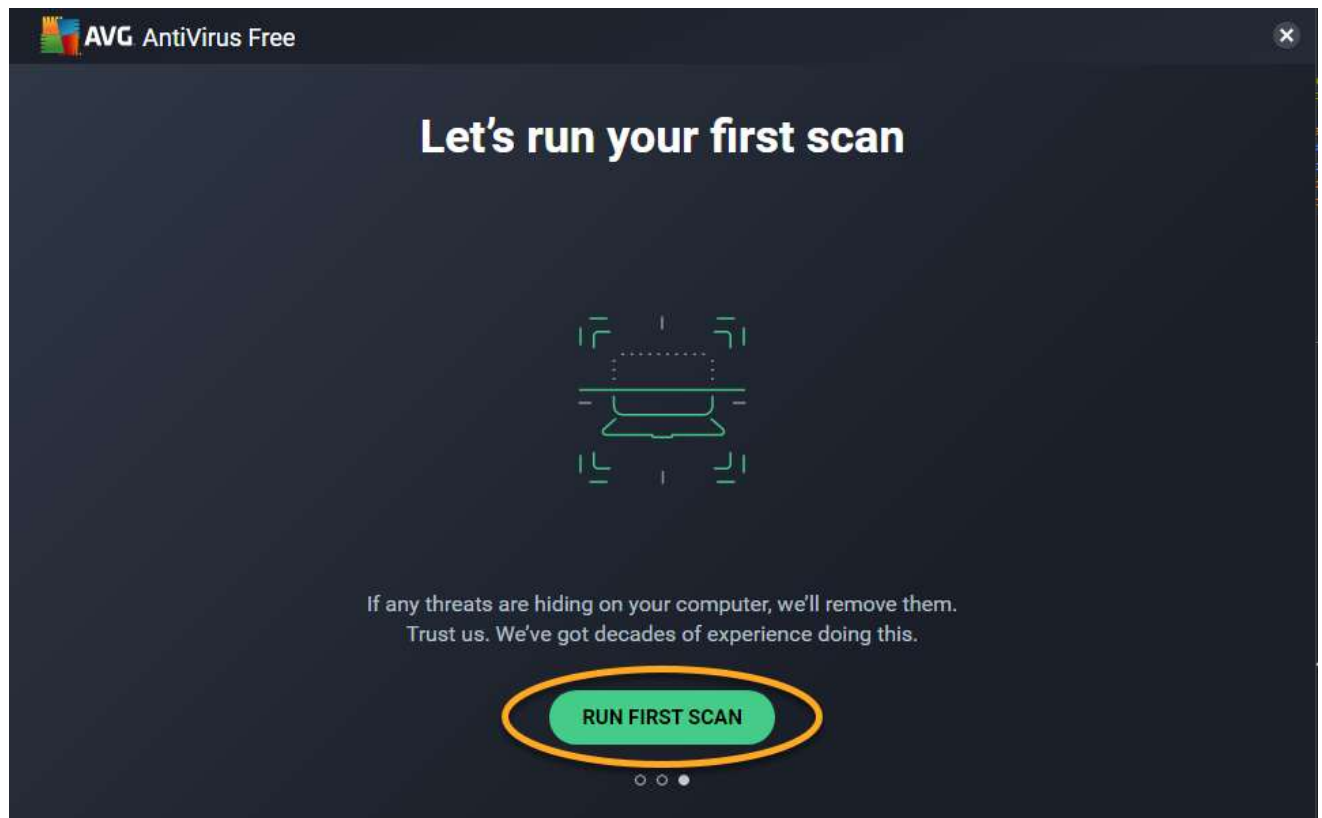 AVG AntiVirus Free
Let's run your first scan
If any threats are hiding on your computer, we'll remove them.
Trust us. We've got decades of experience doing this.
RUN FIRST SCAN